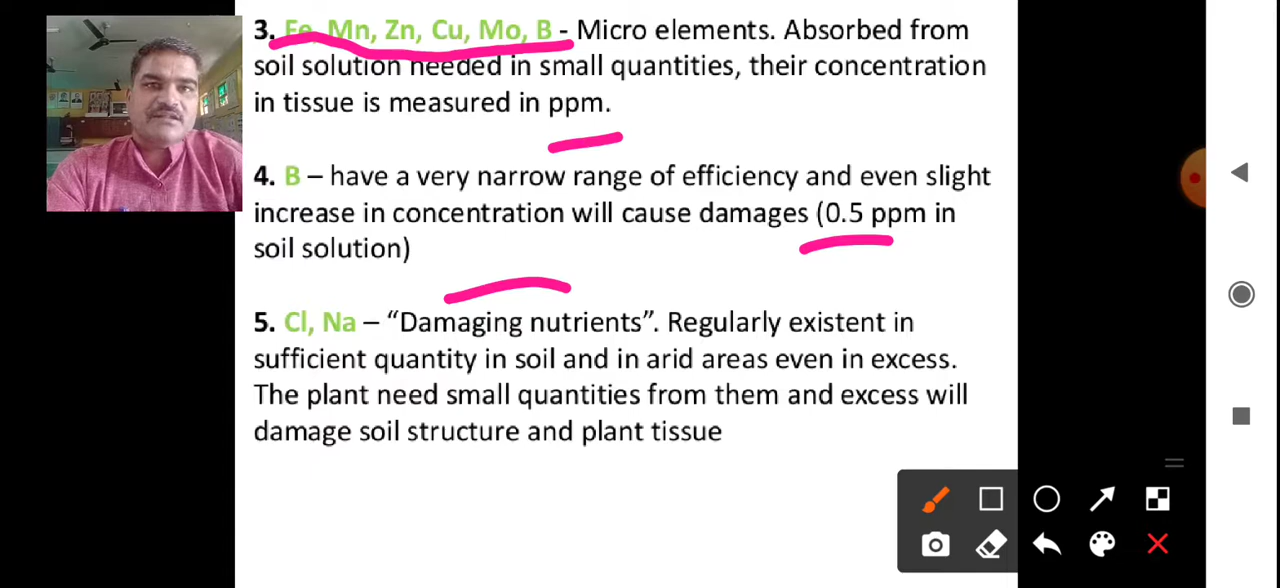 3. Fe, Mn, Zn, Cu, Mo, B - Micro elements. Absorbed from
soil solution needed in small quantities, their concentration
in tissue is measured in ppm.
4. B – have a very narrow range of efficiency and even slight
increase in concentration will cause damages (0.5 ppm in
soil solution)
5. Cl, Na – “Damaging nutrients”. Regularly existent in
sufficient quantity in soil and in arid areas even in excess.
The plant need small quantities from them and excess will
damage soil structure and plant tissue